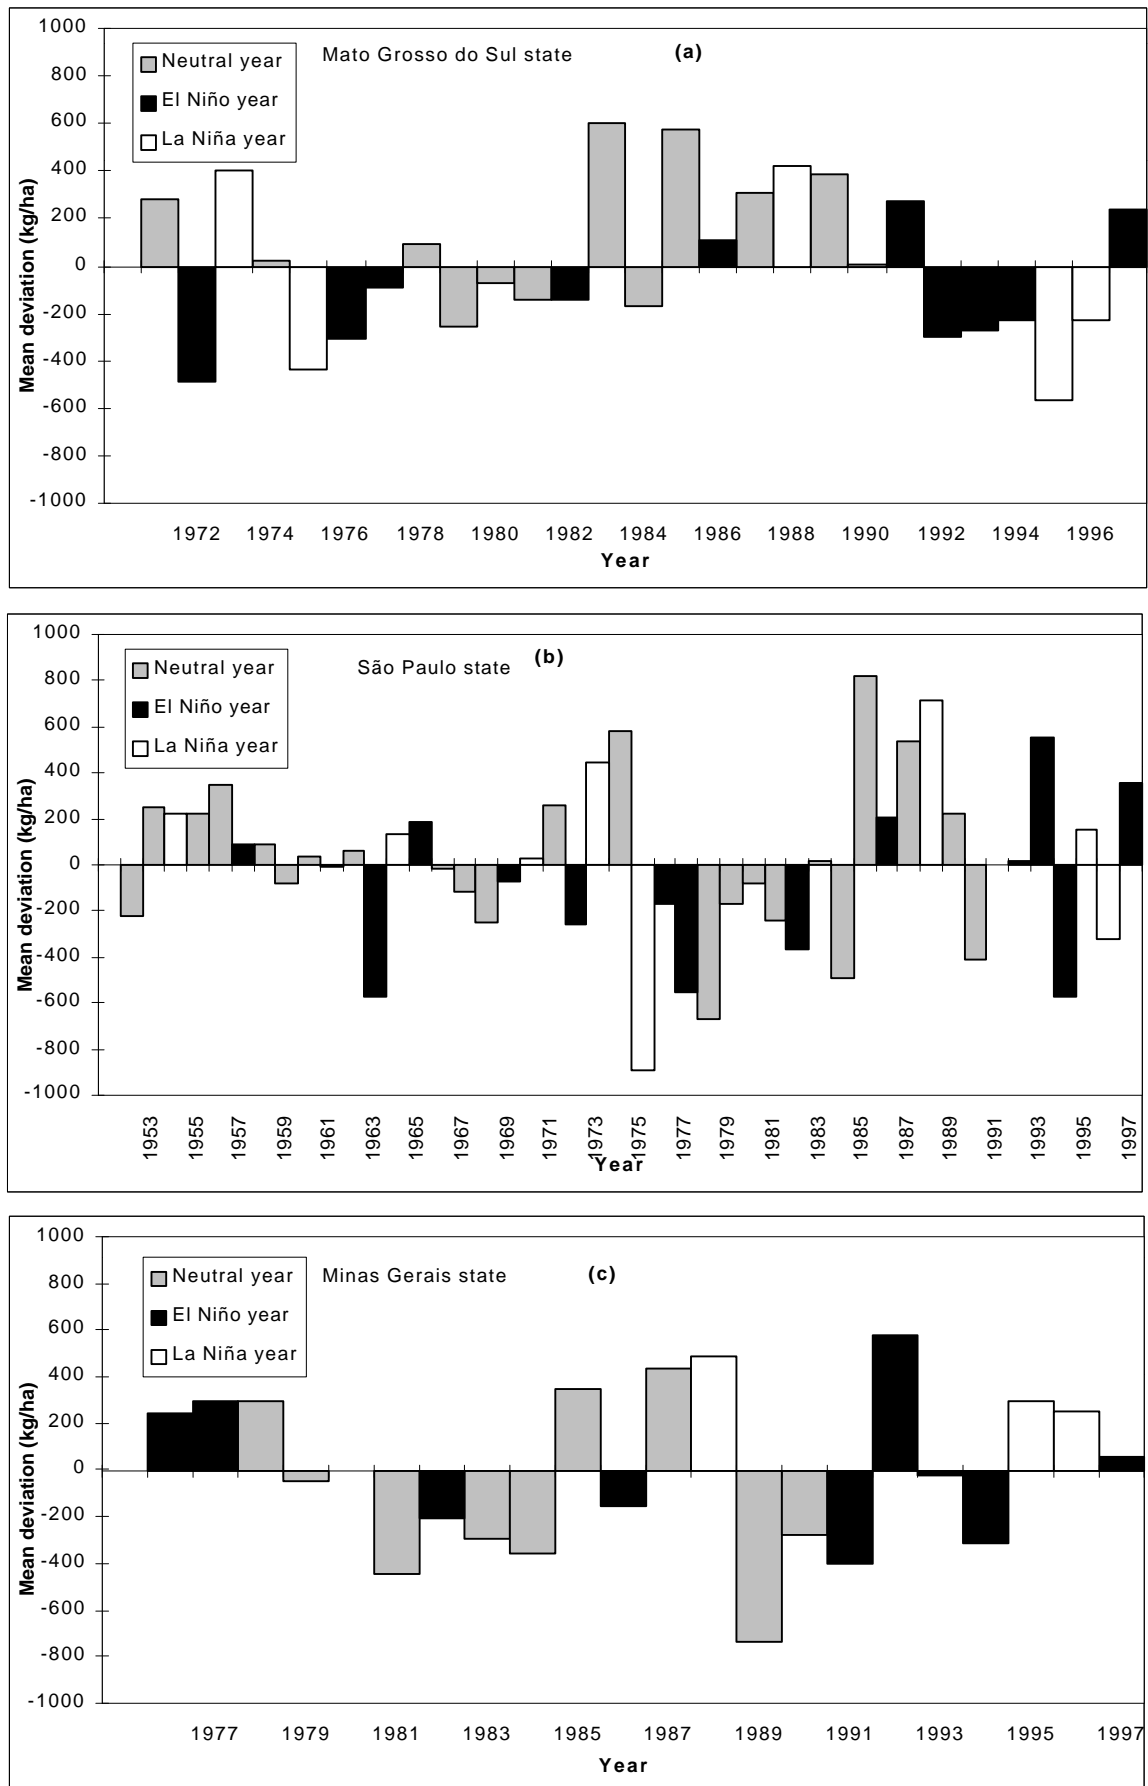 1000
800
600
400
200
0
-200
-400
-600
-800
-1000
Mean deviation (kg/ha)
Neutral year
El Niño year
La Niña year
Mato Grosso do Sul state
(a)
1972 1974 1976 1978 1980 1982 1984 1986 1988 1990 1992 1994 1996
Year
1000
800
600
400
200
0
-200
-400
-600
-800
-1000
Mean deviation (kg/ha)
Neutral year
El Niño year
La Niña year
São Paulo state
(b)
1953 1955 1957 1959 1961 1963 1965 1967 1969 1971 1973 1975 1977 1979 1981 1983 1985 1987 1989 1991 1993 1995 1997
Year
1000
800
600
400
200
0
-200
-400
-600
-800
-1000
Mean deviation (kg/ha)
Neutral year
El Niño year
La Niña year
Minas Gerais state
(c)
1977 1979 1981 1983 1985 1987 1989 1991 1993 1995 1997
Year